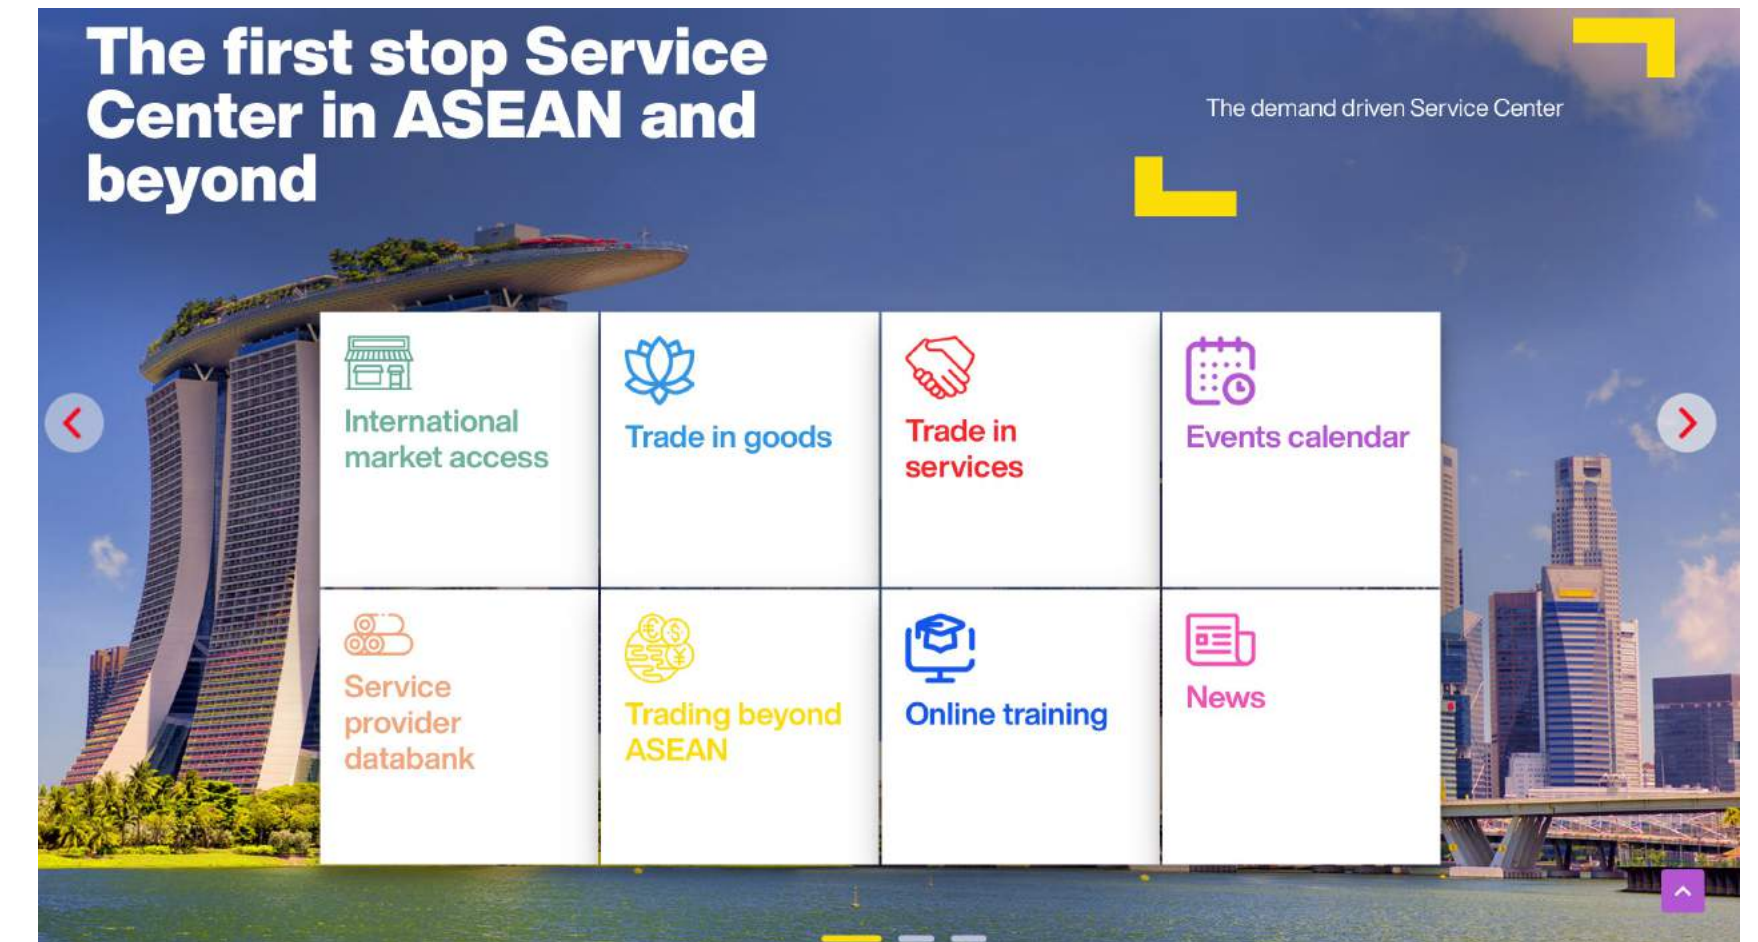 The first stop Service
Center in ASEAN and
beyond
The demand driven Service Center
International
market access
Trade in goods
Trade in
services
Events calendar
Service
provider
databank
Trading beyond
ASEAN
Online training
News